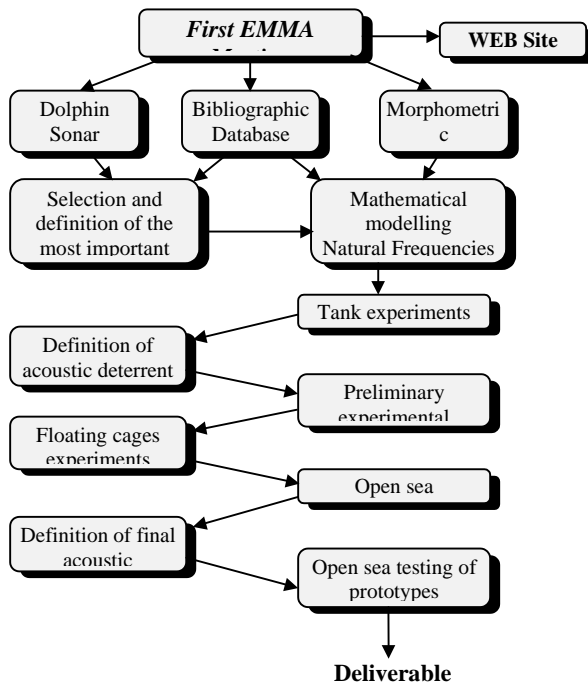 First EMMA
WEB Site
Dolphin
Sonar
Bibliographic
Database
Morphometri
c
Selection and
definition of the
most important
Mathematical
modelling
Natural Frequencies
Tank experiments
Definition of
acoustic deterrent
Preliminary
experimental
Floating cages
experiments
Open sea
Definition of final
acoustic
Open sea testing of
prototypes
Deliverable